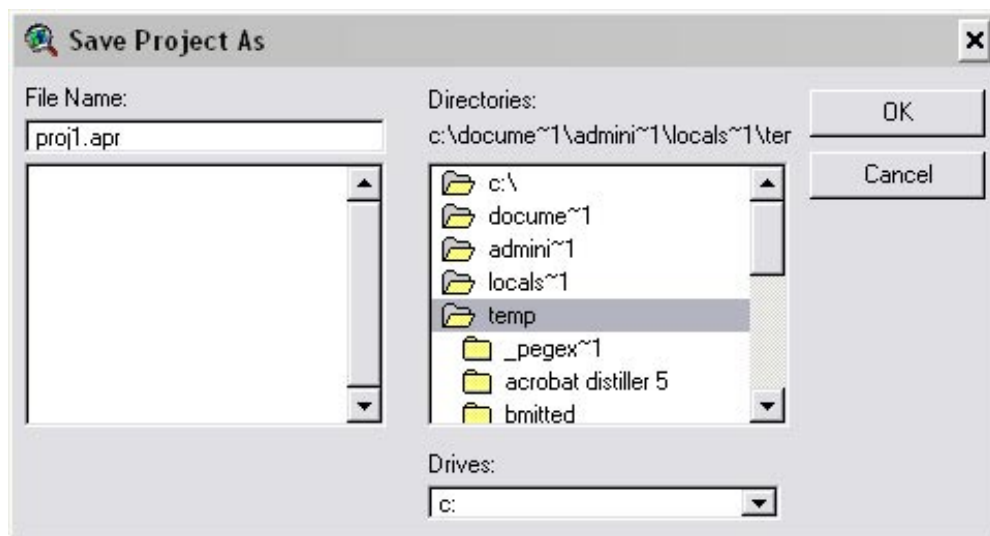 Save Project As
File Name:
proj1.apr
Directories:
c:\docume~1\admini~1\locals~1\ter
c:\
docume~1
admini~1
locals~1
temp
_pegex~1
acrobat distiller 5
bmitted
Drives:
c:
OK
Cancel